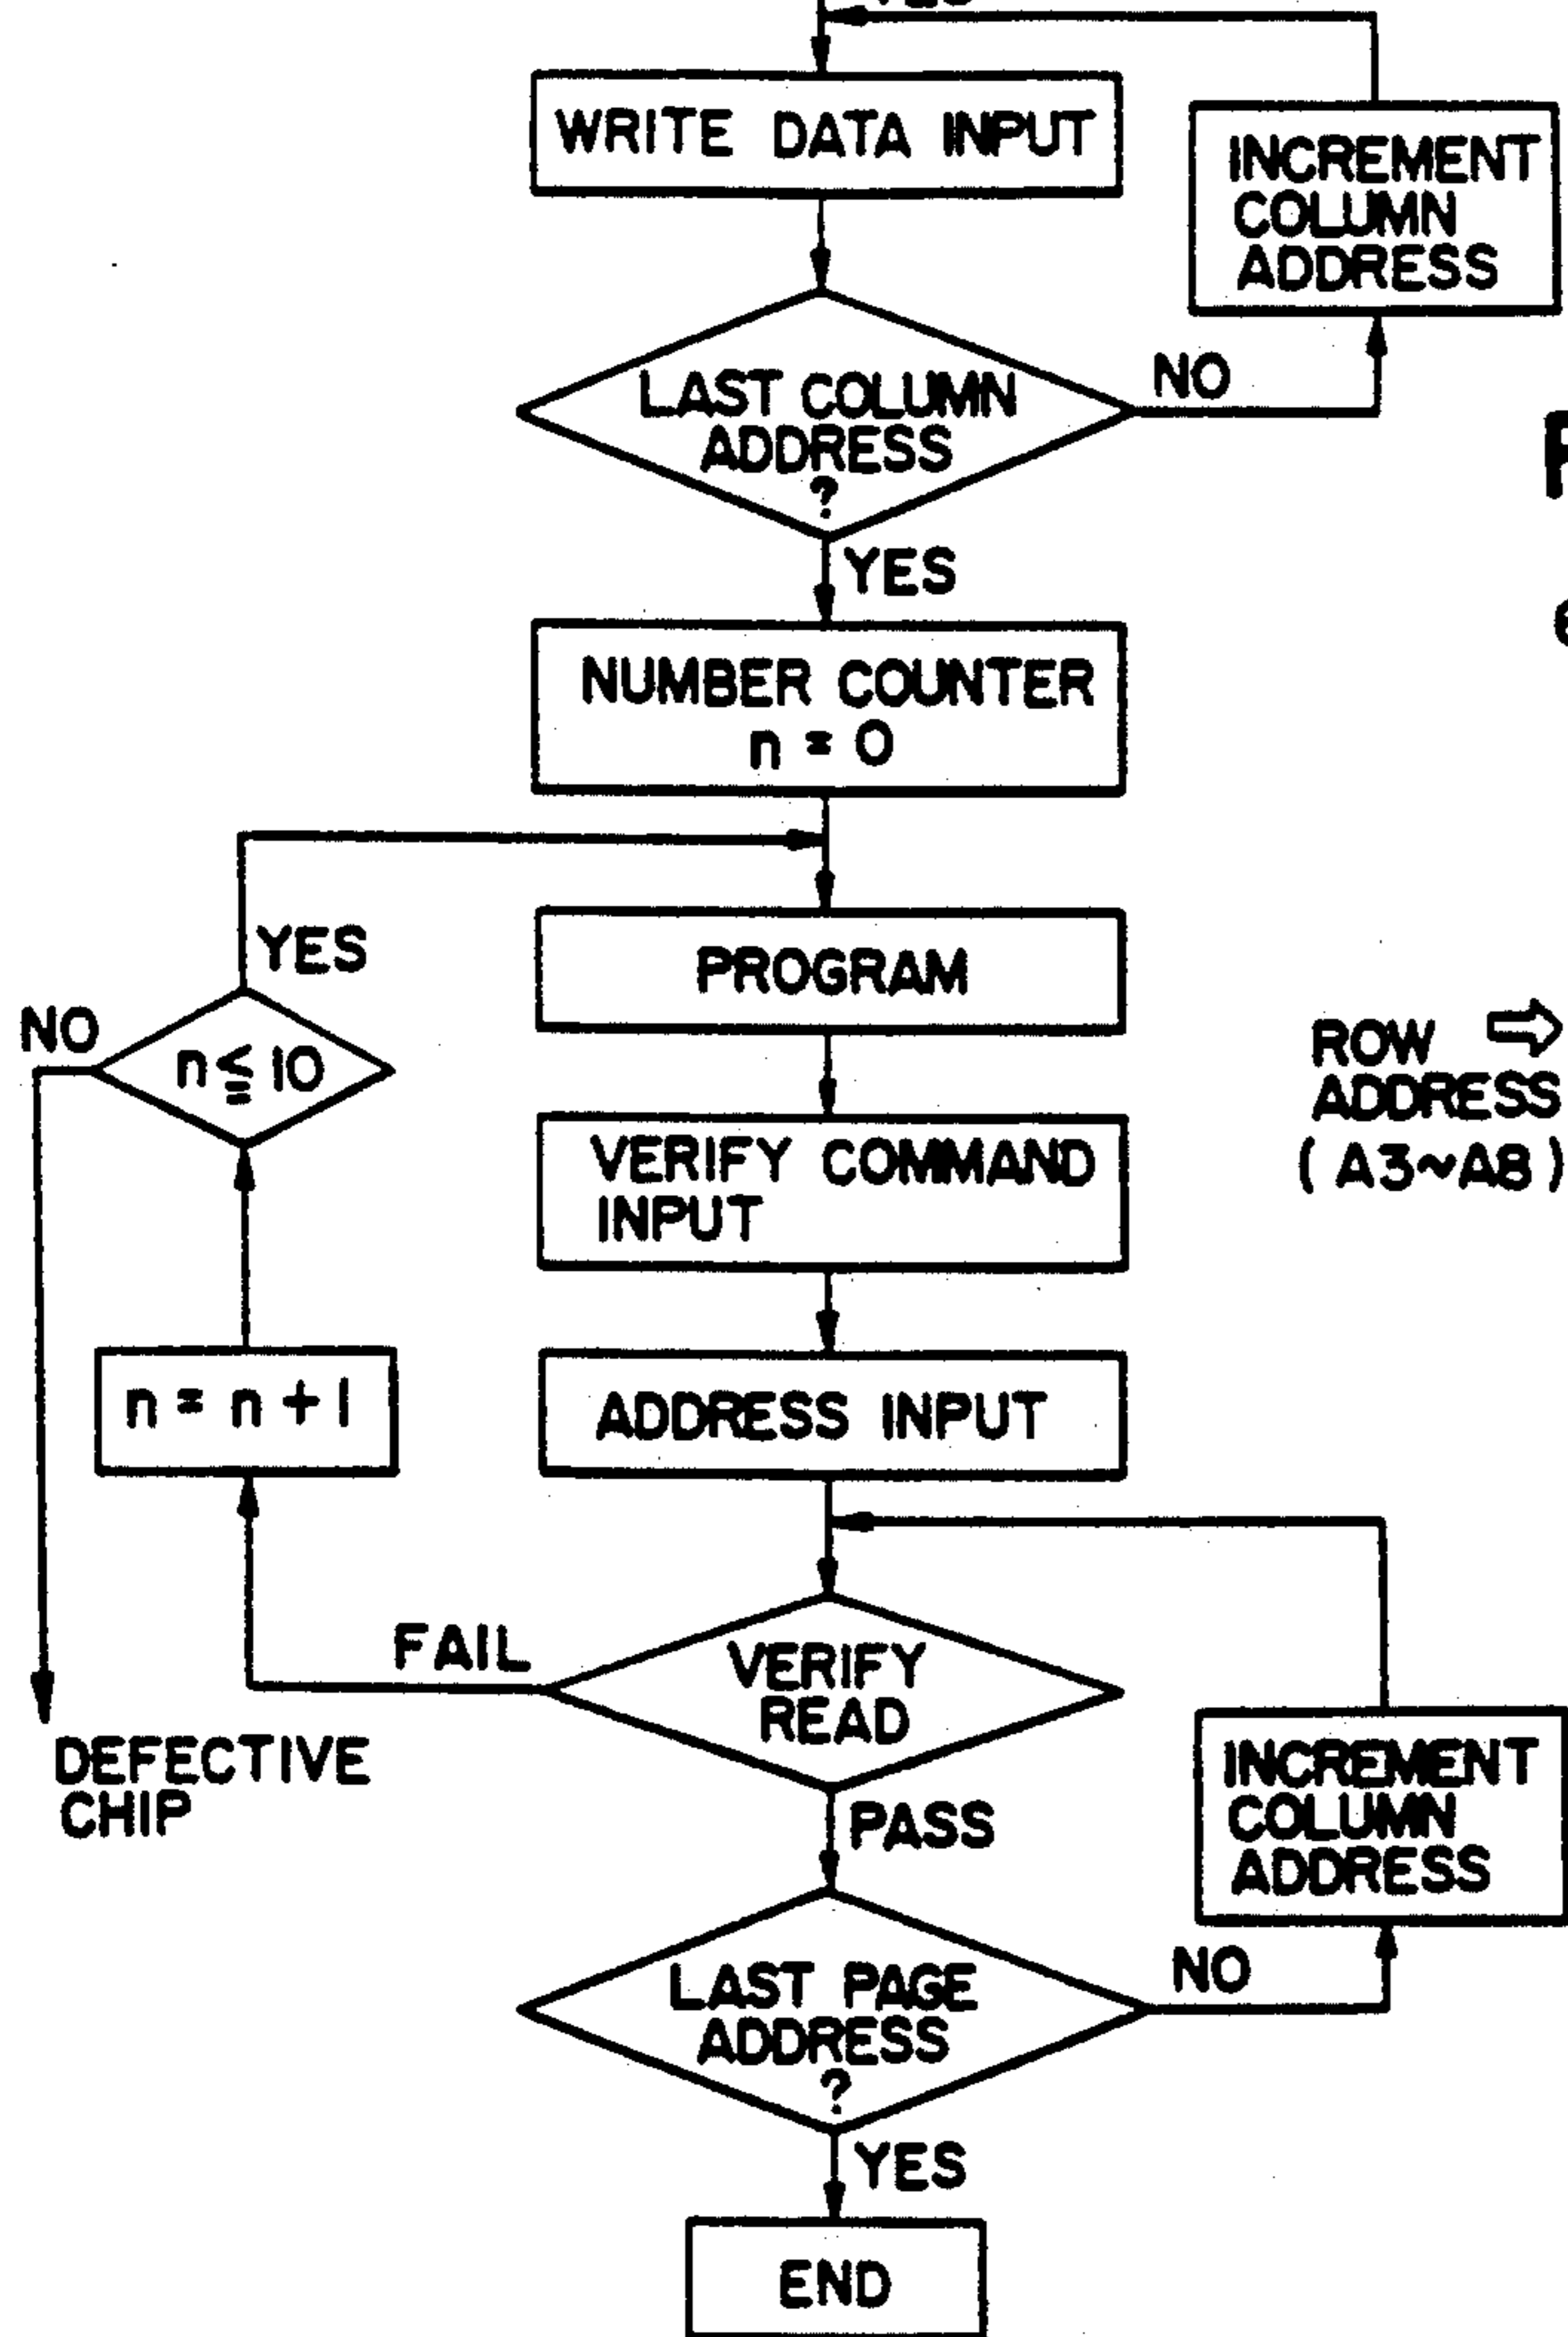 WRITE DATA INPUT
INCREMENT
COLUMN
ADDRESS
LAST COLUMN
ADDRESS
?
NO
YES
NUMBER COUNTER
n = 0
YES
NO
n ≦ 10
PROGRAM
ROW ⇨
ADDRESS
( A3~A8 )
VERIFY COMMAND
INPUT
n = n + 1
ADDRESS INPUT
FAIL
VERIFY
READ
DEFECTIVE
CHIP
PASS
INCREMENT
COLUMN
ADDRESS
LAST PAGE
ADDRESS
?
NO
YES
END